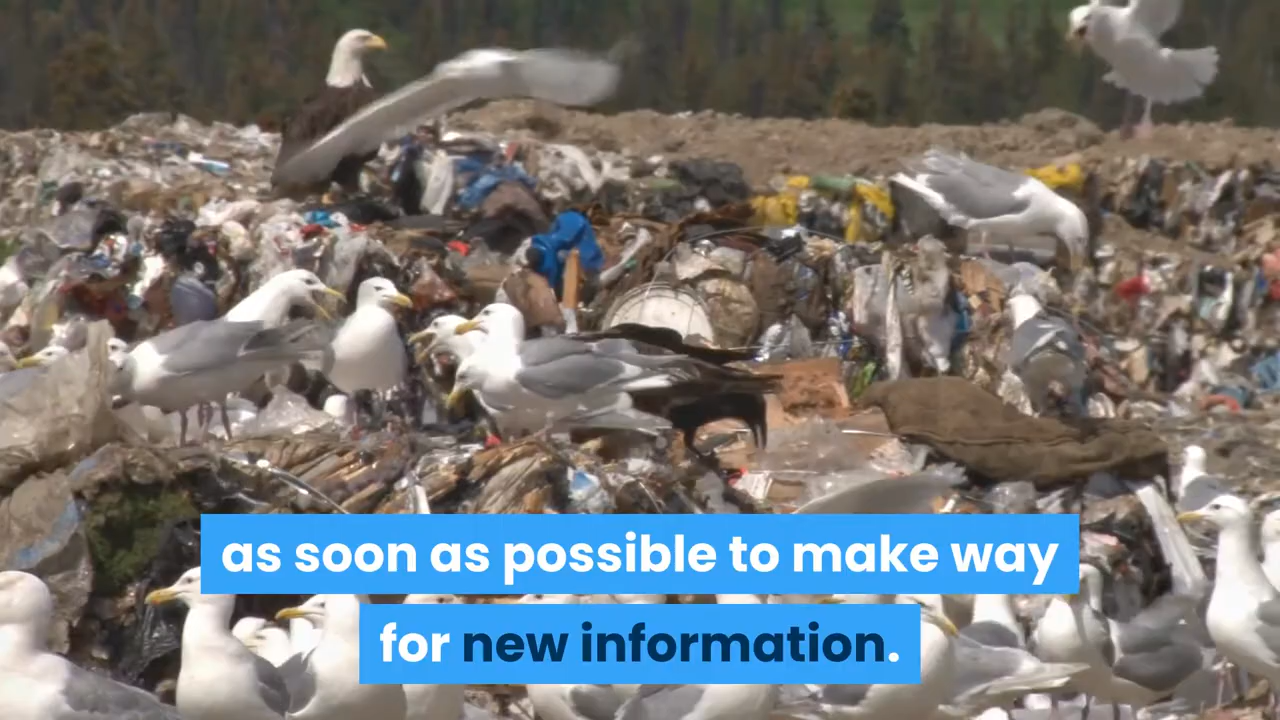 as soon as possible to make way
for new information.